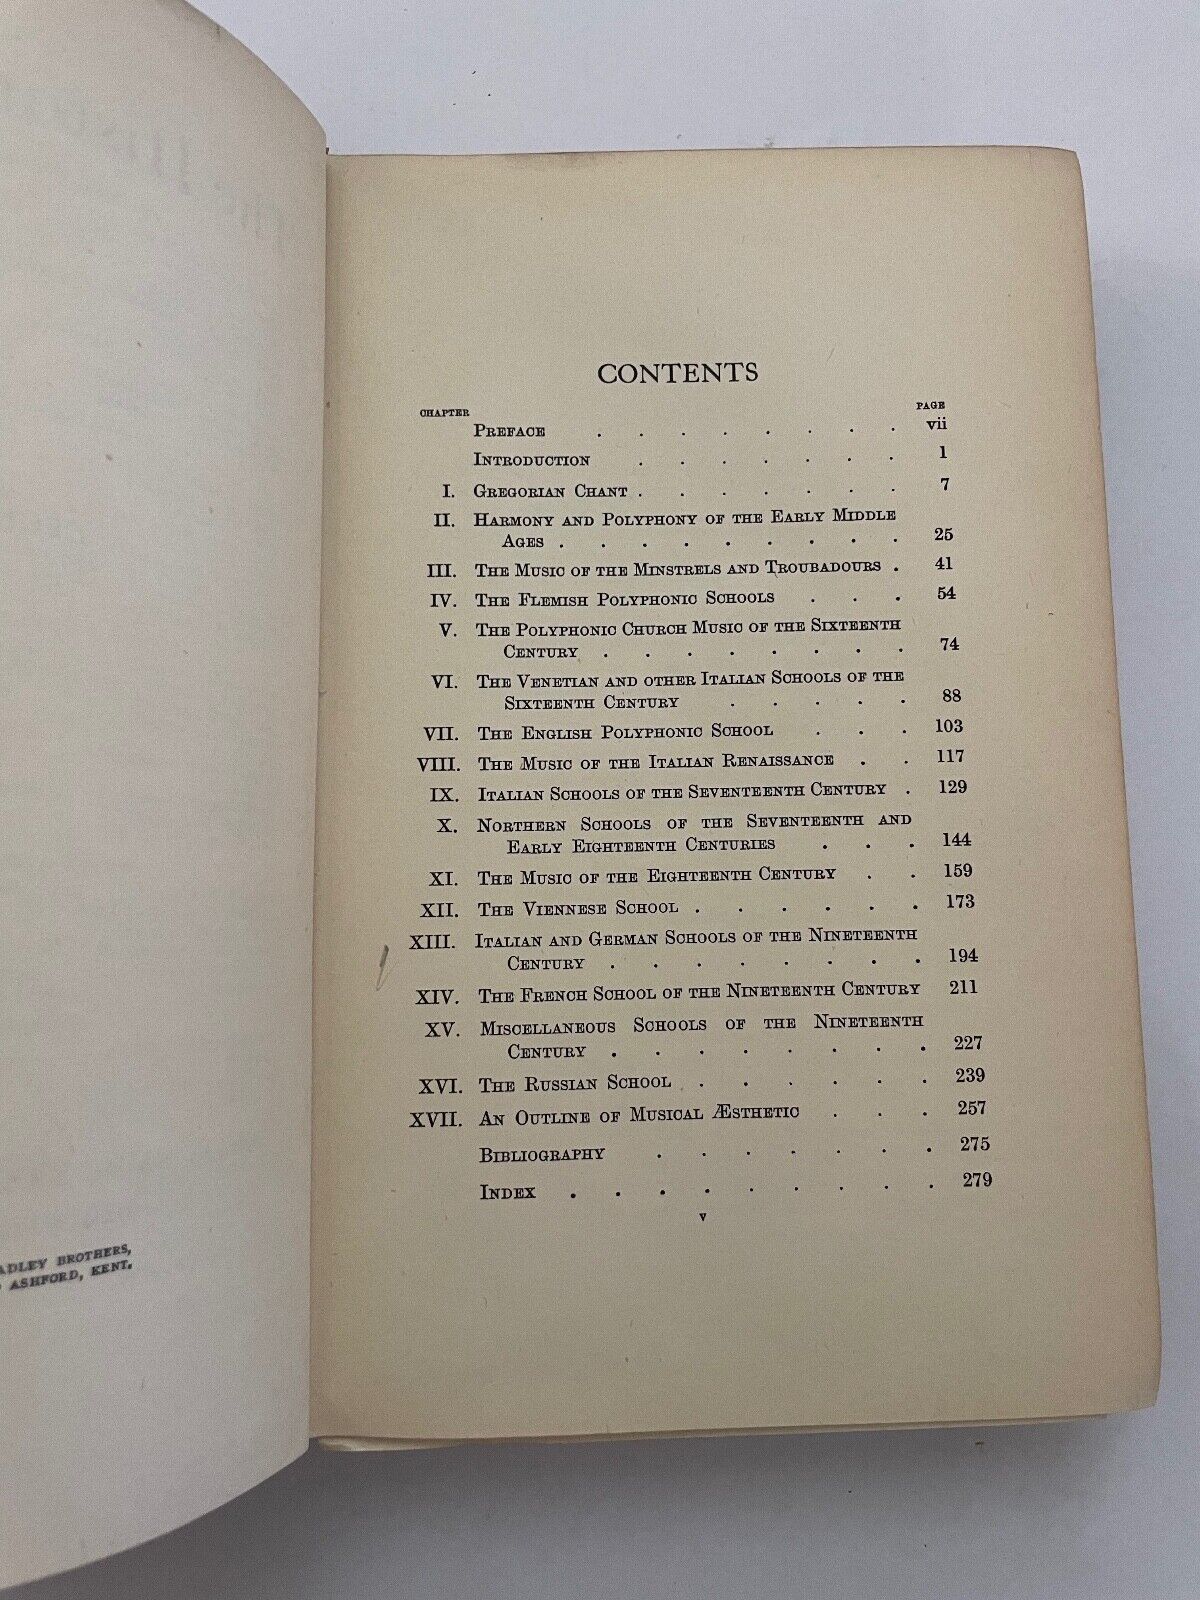 ADLEY BROTHERS,
ASHFORD, KENT.
CONTENTS
CHAPTER PAGE
PREFACE . . . . . . . . vii
INTRODUCTION . . . . . . . 1
I. GREGORIAN CHANT . . . . . . . 7
II. HARMONY AND POLYPHONY OF THE EARLY MIDDLE
AGES . . . . . . . . . 25
III. THE MUSIC OF THE MINSTRELS AND TROUBADOURS . 41
IV. THE FLEMISH POLYPHONIC SCHOOLS . . . 54
V. THE POLYPHONIC CHURCH MUSIC OF THE SIXTEENTH
CENTURY . . . . . . . . 74
VI. THE VENETIAN AND OTHER ITALIAN SCHOOLS OF THE
SIXTEENTH CENTURY . . . . . 88
VII. THE ENGLISH POLYPHONIC SCHOOL . . . 103
VIII. THE MUSIC OF THE ITALIAN RENAISSANCE . . 117
IX. ITALIAN SCHOOLS OF THE SEVENTEENTH CENTURY . 129
X. NORTHERN SCHOOLS OF THE SEVENTEENTH AND
EARLY EIGHTEENTH CENTURIES . . . 144
XI. THE MUSIC OF THE EIGHTEENTH CENTURY . . 159
XII. THE VIENNESE SCHOOL . . . . . . 173
XIII. ITALIAN AND GERMAN SCHOOLS OF THE NINETEENTH
CENTURY . . . . . . . . 194
XIV. THE FRENCH SCHOOL OF THE NINETEENTH CENTURY 211
XV. MISCELLANEOUS SCHOOLS OF THE NINETEENTH
CENTURY . . . . . . . . 227
XVI. THE RUSSIAN SCHOOL . . . . . . 239
XVII. AN OUTLINE OF MUSICAL ÆSTHETIC . . . 257
BIBLIOGRAPHY . . . . . . . 275
INDEX . . . . . . . . . 279
v